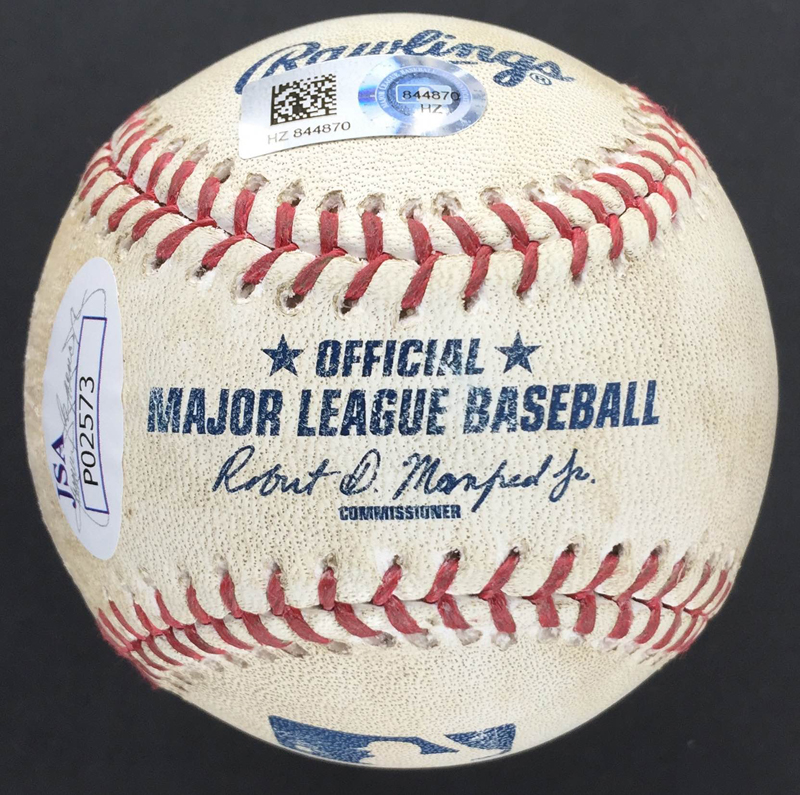 Rawlings®
844870
HZ
HZ 844870
OFFICIAL
MAJOR LEAGUE BASEBALL
Robert D. Manfred Jr.
COMMISSIONER
JSA
P02573